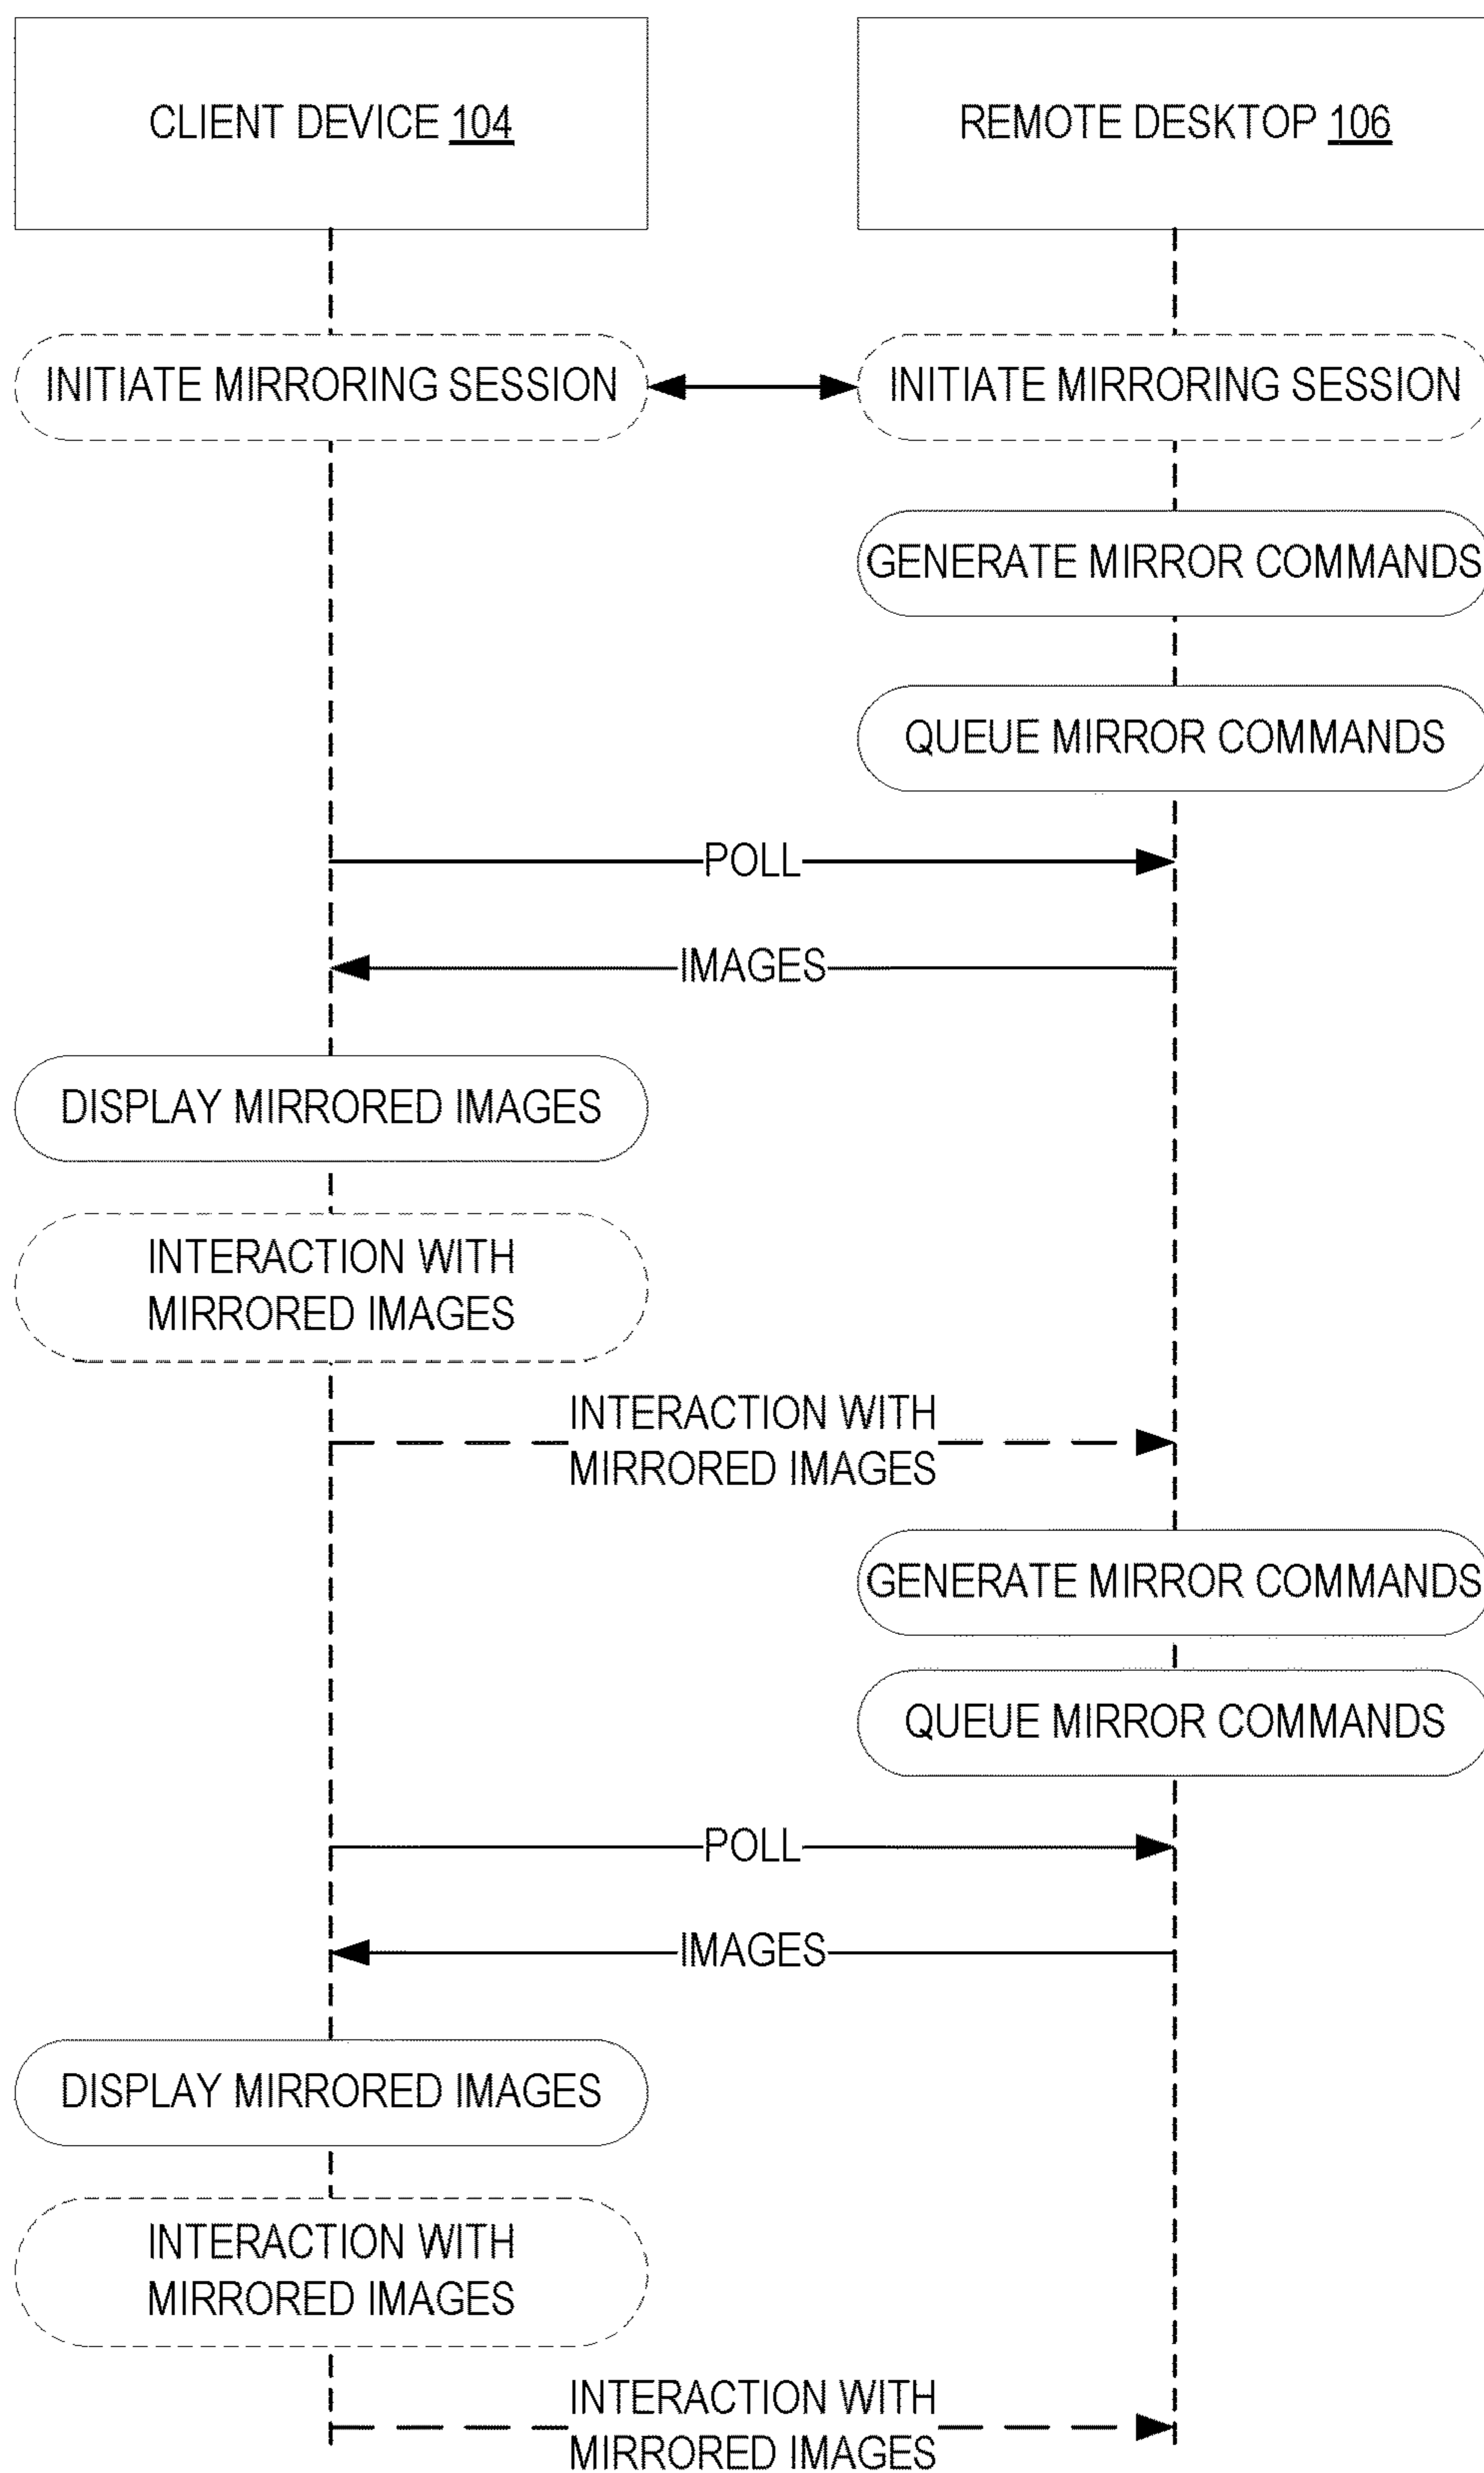 CLIENT DEVICE 104
REMOTE DESKTOP 106
INITIATE MIRRORING SESSION
INITIATE MIRRORING SESSION
GENERATE MIRROR COMMANDS
QUEUE MIRROR COMMANDS
POLL
IMAGES
DISPLAY MIRRORED IMAGES
INTERACTION WITH
MIRRORED IMAGES
INTERACTION WITH
MIRRORED IMAGES
GENERATE MIRROR COMMANDS
QUEUE MIRROR COMMANDS
POLL
IMAGES
DISPLAY MIRRORED IMAGES
INTERACTION WITH
MIRRORED IMAGES
INTERACTION WITH
MIRRORED IMAGES